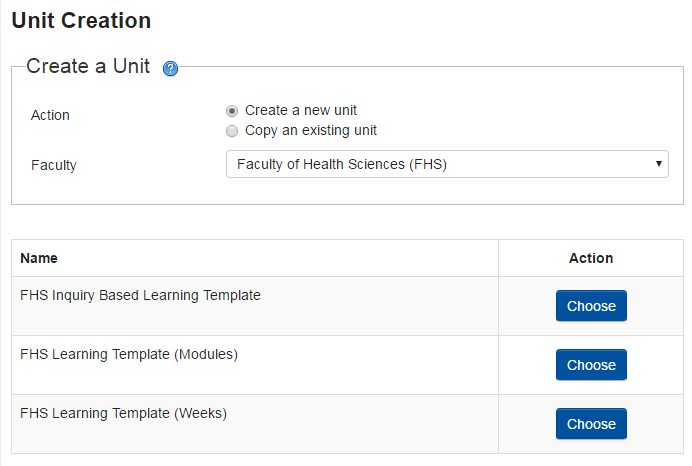 Unit Creation
Create a Unit ?
Action
Create a new unit
Copy an existing unit
Faculty
Faculty of Health Sciences (FHS)
Name Action
FHS Inquiry Based Learning Template Choose
FHS Learning Template (Modules) Choose
FHS Learning Template (Weeks) Choose